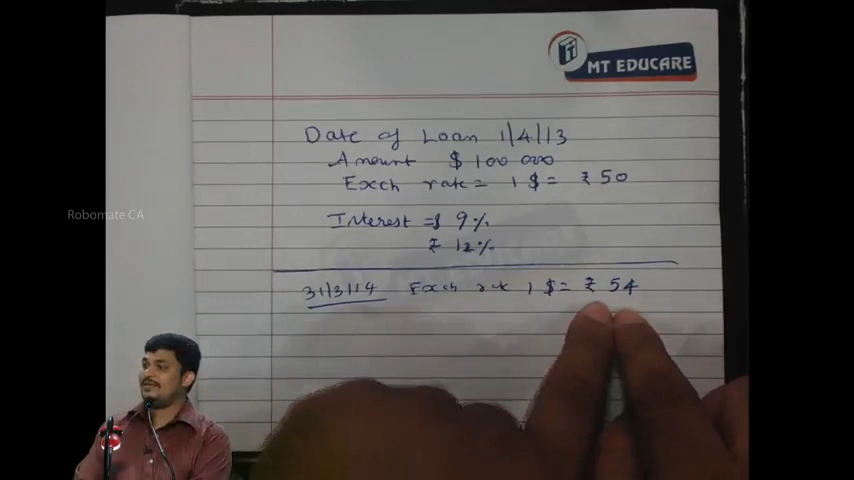 MT EDUCARE
Date of Loan 1/4/13
Amount $ 100 000
Exch rate = 1 $ = ₹ 50
Robomate CA
Interest = $ 9%
₹ 12%
31/3/14 Exch rate 1 $ = ₹ 54